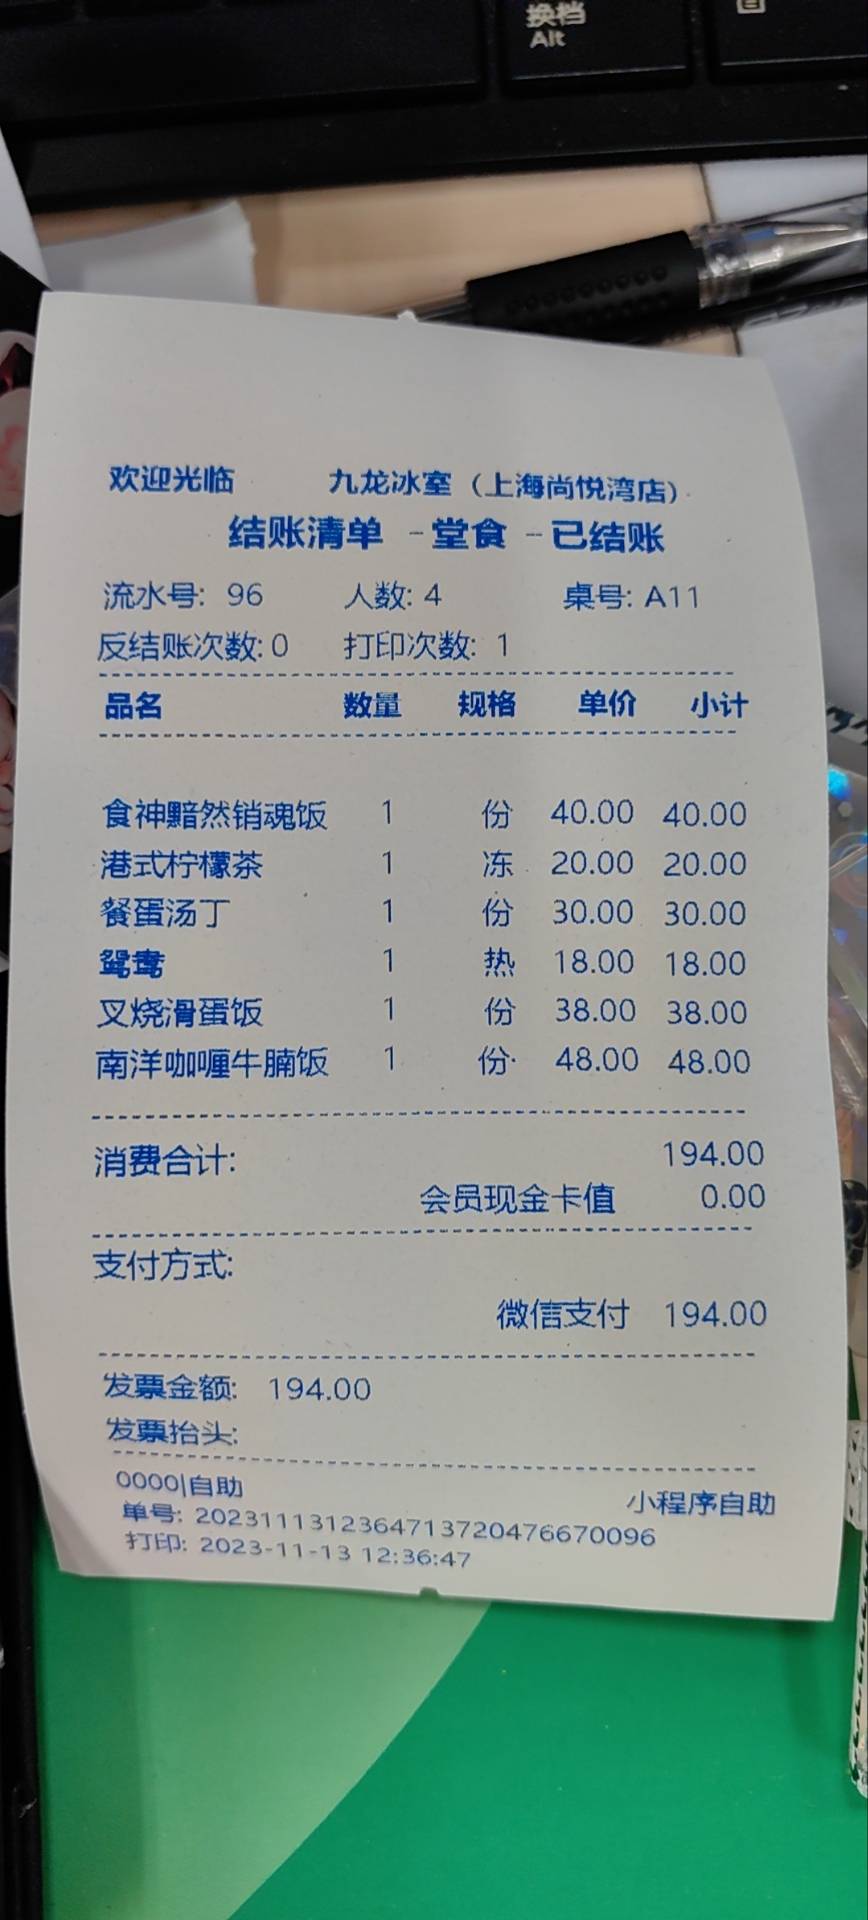 换档
Alt
欢迎光临 九龙冰室（上海尚悦湾店）
结账清单 - 堂食 - 已结账
流水号: 96 人数: 4 桌号: A11
反结账次数: 0 打印次数: 1
品名 数量 规格 单价 小计
食神黯然销魂饭 1 份 40.00 40.00
港式柠檬茶 1 冻 20.00 20.00
餐蛋汤丁 1 份 30.00 30.00
鸳鸯 1 热 18.00 18.00
叉烧滑蛋饭 1 份 38.00 38.00
南洋咖喱牛腩饭 1 份 48.00 48.00
消费合计: 194.00
会员现金卡值 0.00
支付方式:
微信支付 194.00
发票金额: 194.00
发票抬头:
0000|自助 小程序自助
单号: 2023111312364713720476670096
打印: 2023-11-13 12:36:47